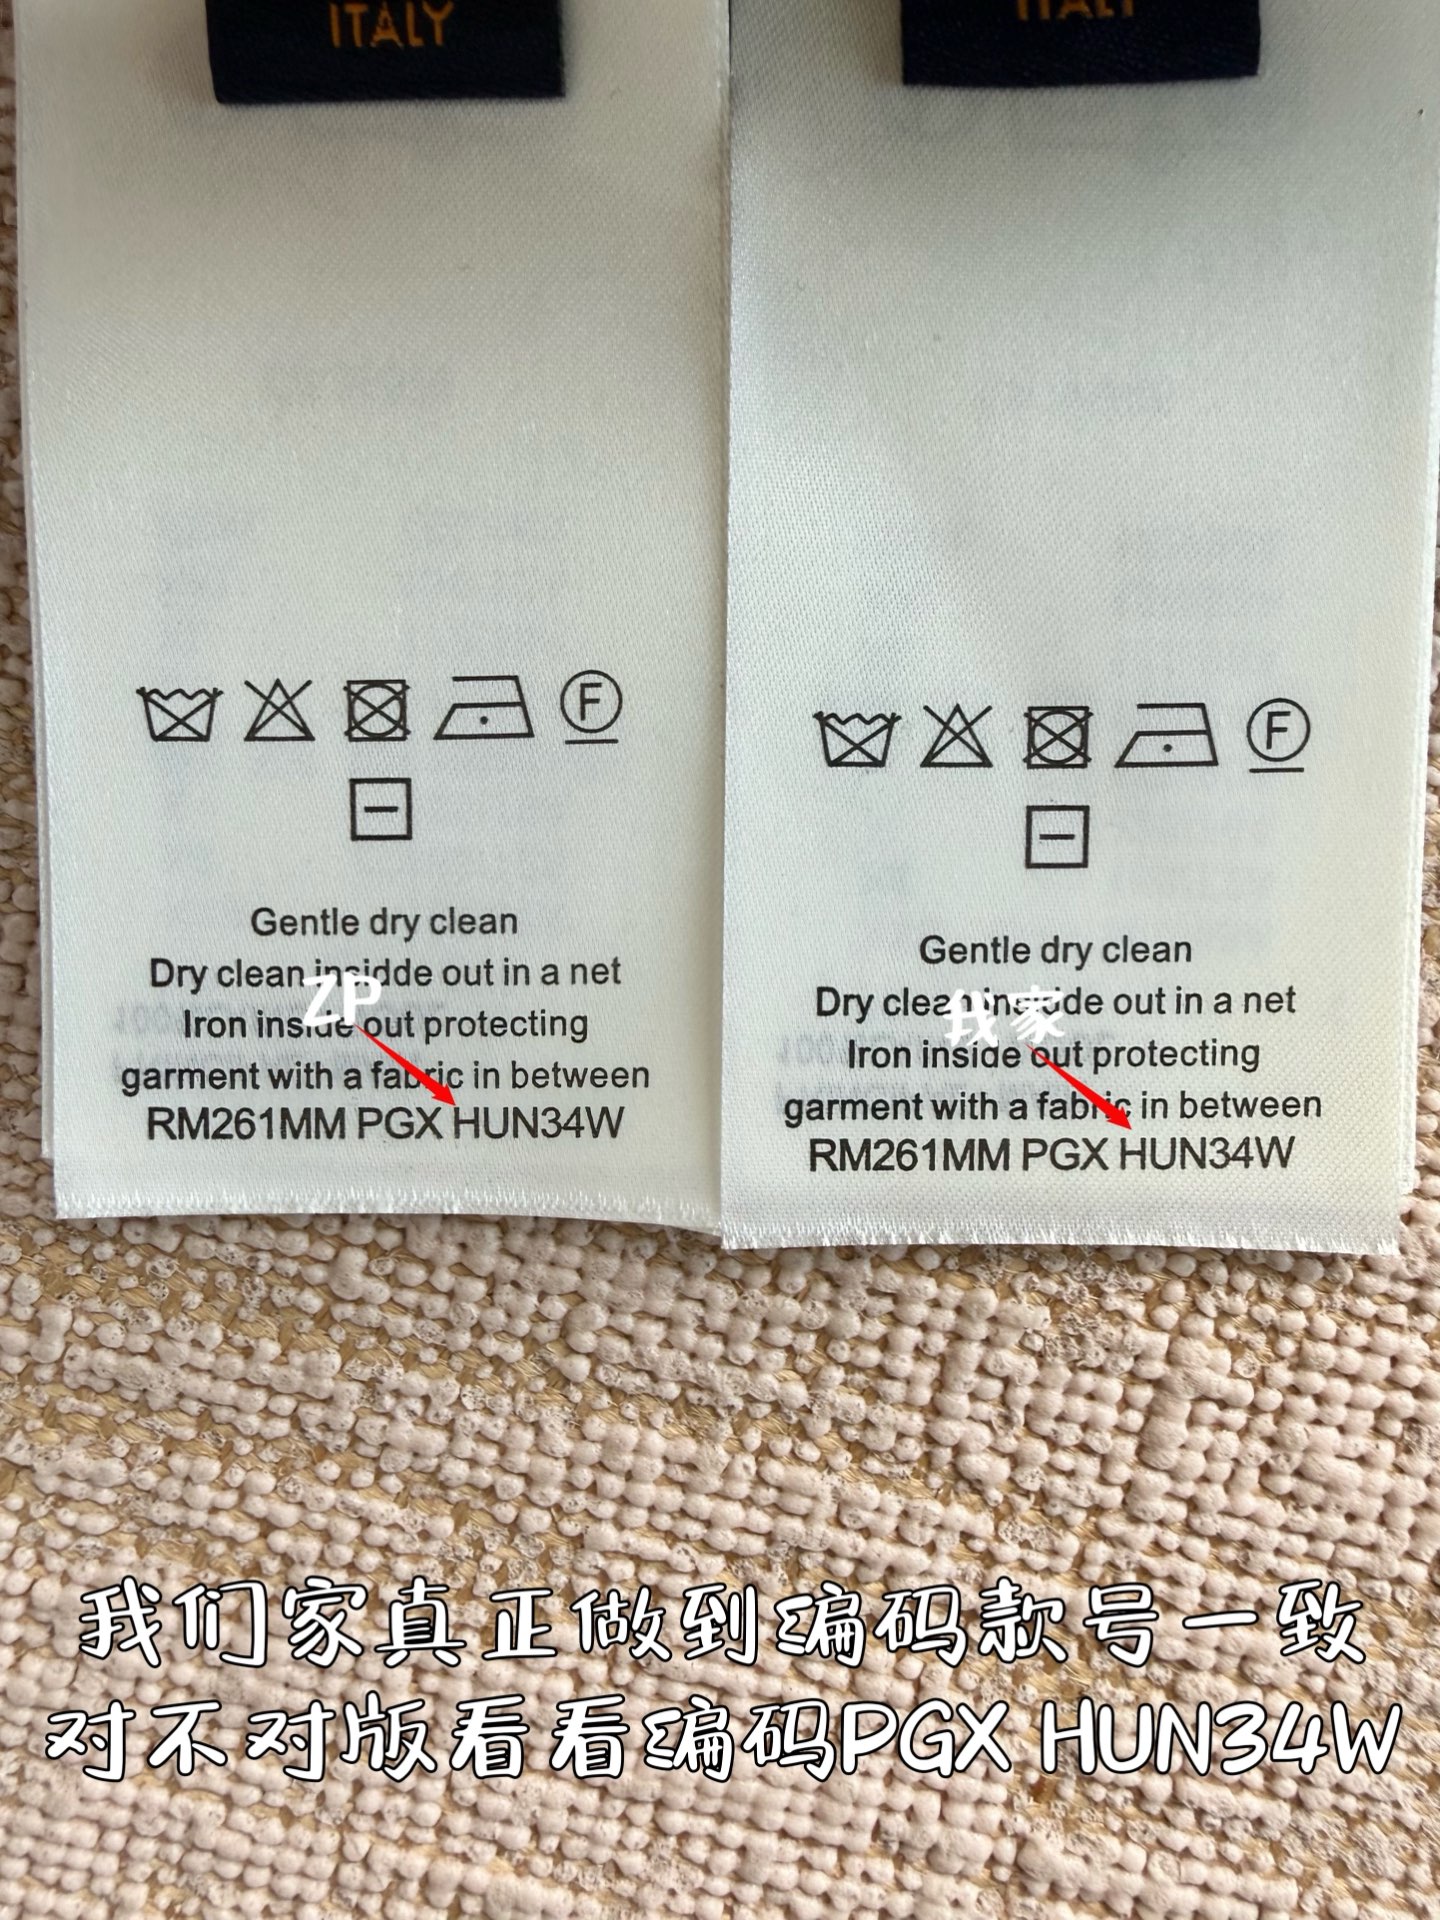 ITALY
ITALY
F
Gentle dry clean
Dry clean insidde out in a net
Iron inside out protecting
garment with a fabric in between
RM261MM PGX HUN34W
ZP
F
Gentle dry clean
Dry clean insidde out in a net
Iron inside out protecting
garment with a fabric in between
RM261MM PGX HUN34W
我家
我们家真正做到编码款号一致
对不对版看看编码PGX HUN34W